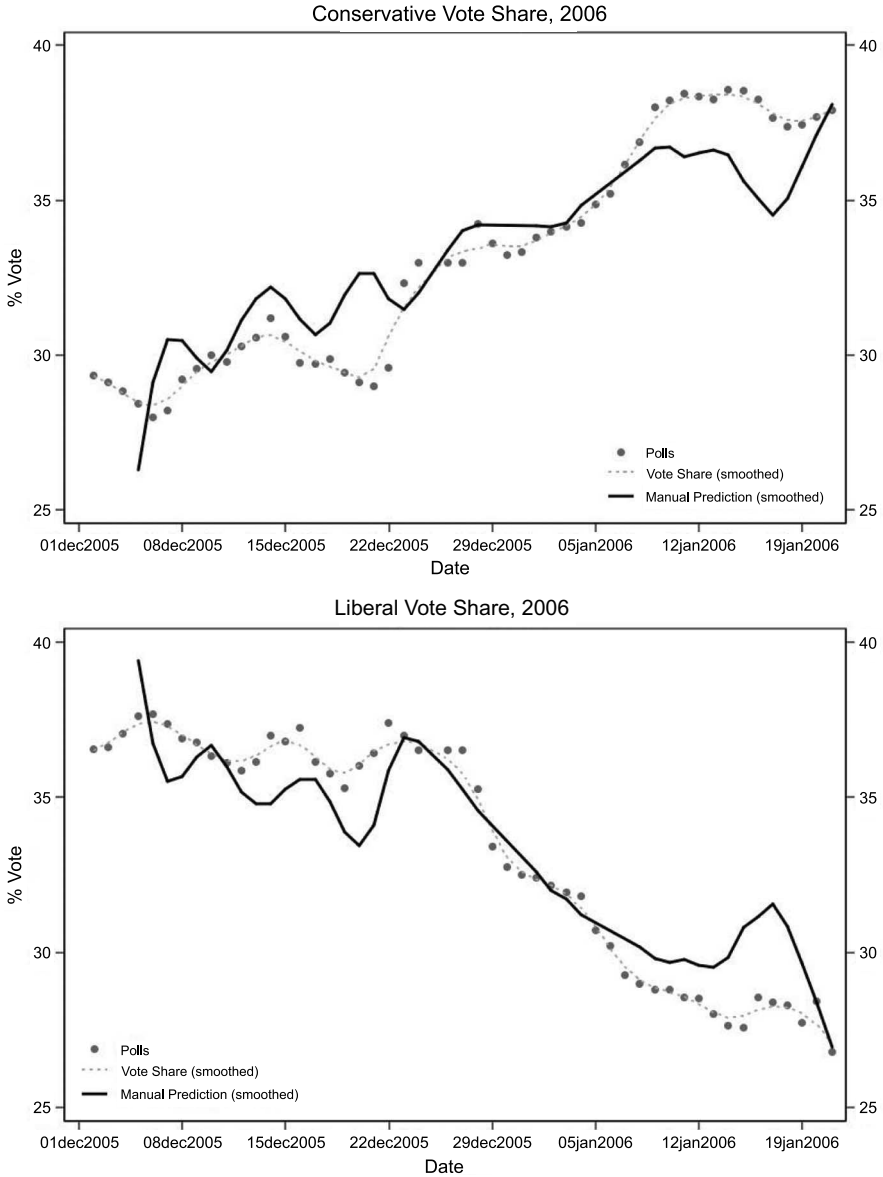 Conservative Vote Share, 2006
40
40
35
35
30
30
25
25
% Vote
Polls
Vote Share (smoothed)
Manual Prediction (smoothed)
01dec2005 08dec2005 15dec2005 22dec2005 29dec2005 05jan2006 12jan2006 19jan2006
Date
Liberal Vote Share, 2006
40
40
35
35
30
30
25
25
% Vote
Polls
Vote Share (smoothed)
Manual Prediction (smoothed)
01dec2005 08dec2005 15dec2005 22dec2005 29dec2005 05jan2006 12jan2006 19jan2006
Date